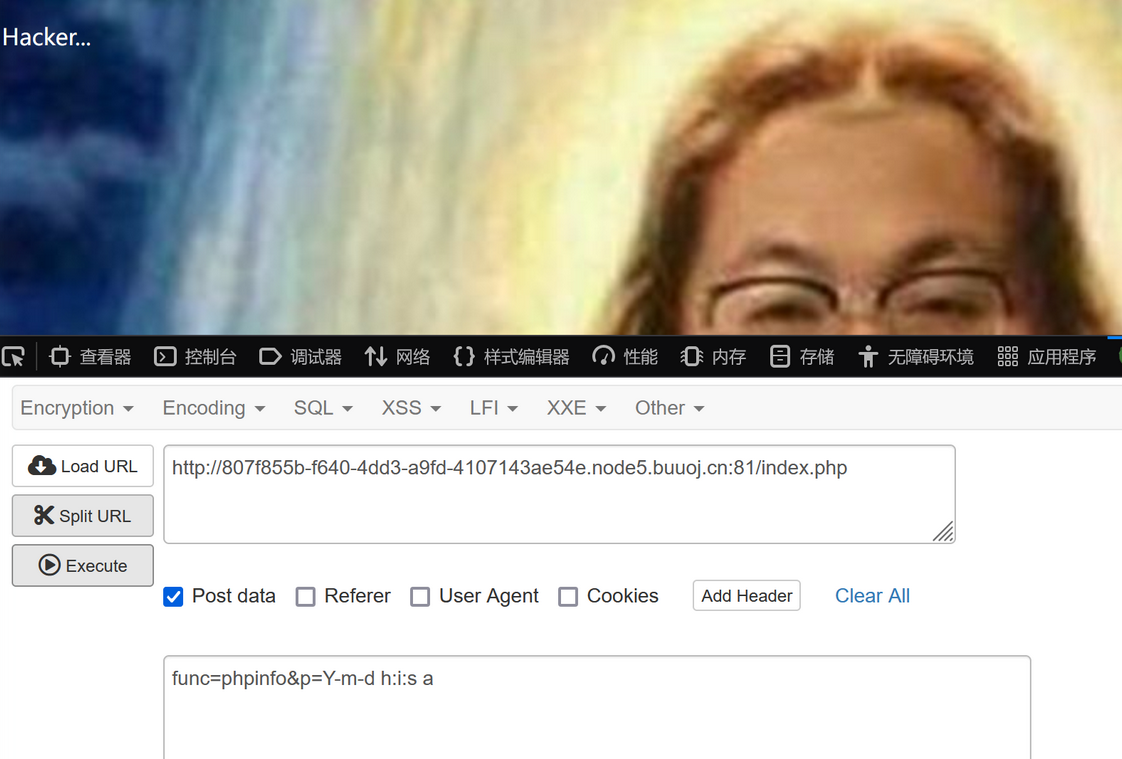 Hacker...
查看器 控制台 调试器 网络 样式编辑器 性能 内存 存储 无障碍环境 应用程序
Encryption Encoding SQL XSS LFI XXE Other
Load URL
http://807f855b-f640-4dd3-a9fd-4107143ae54e.node5.buuoj.cn:81/index.php
Split URL
Execute
Post data Referer User Agent Cookies Add Header Clear All
func=phpinfo&p=Y-m-d h:i:s a